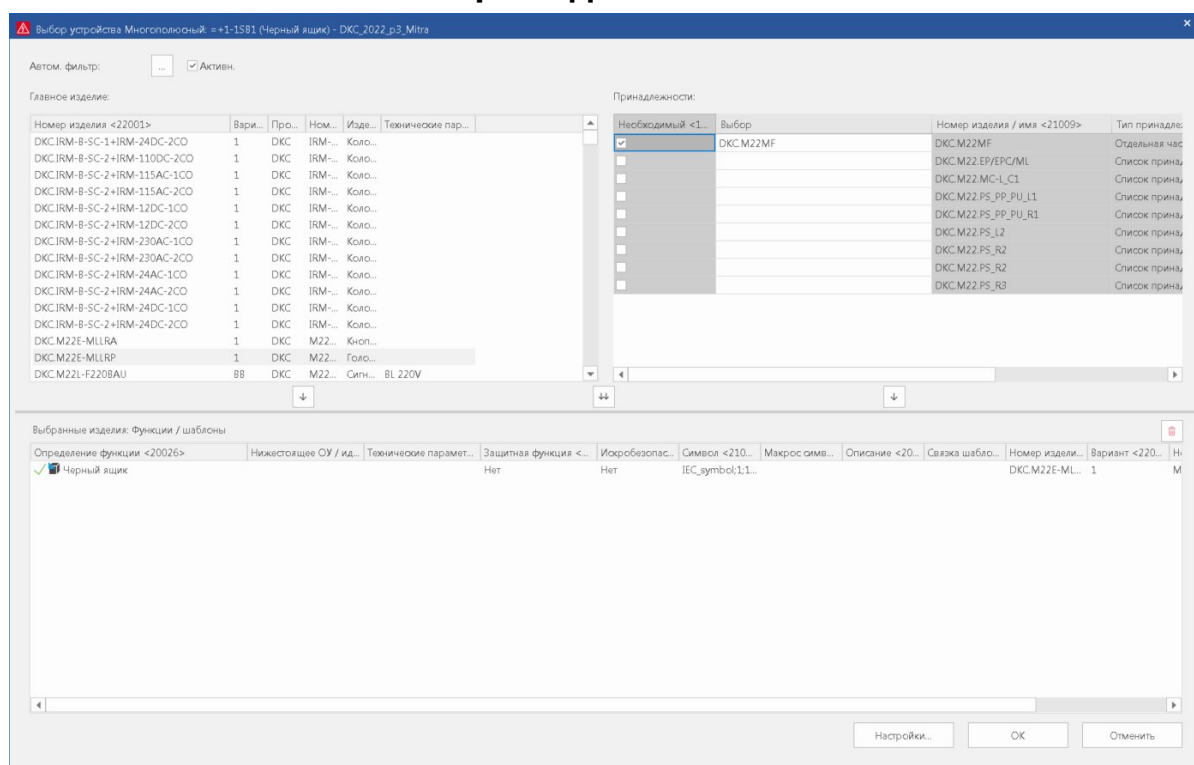 Выбор устройства Многополюсный: =+1-1SB1 (Черный ящик) - DKC_2022_p3_Mitra
Автом. фильтр: ... Активн.
Главное изделие: Принадлежности:
Номер изделия <22001> Вари... Про... Ном... Изде... Технические пар...
DKC.IRM-8-SC-1+IRM-24DC-2CO 1 DKC IRM-... Коло...
DKC.IRM-8-SC-2+IRM-110DC-2CO 1 DKC IRM-... Коло...
DKC.IRM-8-SC-2+IRM-115AC-1CO 1 DKC IRM-... Коло...
DKC.IRM-8-SC-2+IRM-115AC-2CO 1 DKC IRM-... Коло...
DKC.IRM-8-SC-2+IRM-12DC-1CO 1 DKC IRM-... Коло...
DKC.IRM-8-SC-2+IRM-12DC-2CO 1 DKC IRM-... Коло...
DKC.IRM-8-SC-2+IRM-230AC-1CO 1 DKC IRM-... Коло...
DKC.IRM-8-SC-2+IRM-230AC-2CO 1 DKC IRM-... Коло...
DKC.IRM-8-SC-2+IRM-24AC-1CO 1 DKC IRM-... Коло...
DKC.IRM-8-SC-2+IRM-24AC-2CO 1 DKC IRM-... Коло...
DKC.IRM-8-SC-2+IRM-24DC-1CO 1 DKC IRM-... Коло...
DKC.IRM-8-SC-2+IRM-24DC-2CO 1 DKC IRM-... Коло...
DKC.M22E-MLLRA 1 DKC M22... Кноп...
DKC.M22E-MLLRP 1 DKC M22... Голо...
DKC.M22L-F220BAU BB DKC M22... Сигн... BL 220V
Необходимый <1... Выбор Номер изделия / имя <21009> Тип принадле
DKC.M22MF DKC.M22MF Отдельная час
DKC.M22.EP/EPC/ML Список прина
DKC.M22.MC-L_C1 Список прина
DKC.M22.PS_PP_PU_L1 Список прина
DKC.M22.PS_PP_PU_R1 Список прина
DKC.M22.PS_L2 Список прина
DKC.M22.PS_R2 Список прина
DKC.M22.PS_R2 Список прина
DKC.M22.PS_R3 Список прина
Выбранные изделия: Функции / шаблоны
Определение функции <20026> Нижестоящее ОУ / ид... Технические парамет... Защитная функция <... Искробезопас... Символ <210... Макрос симв... Описание <20... Связка шабло... Номер издели... Вариант <220... Н
Черный ящик Нет Нет IEC_symbol;1;1... DKC.M22E-ML... 1 M
Настройки... OK Отменить